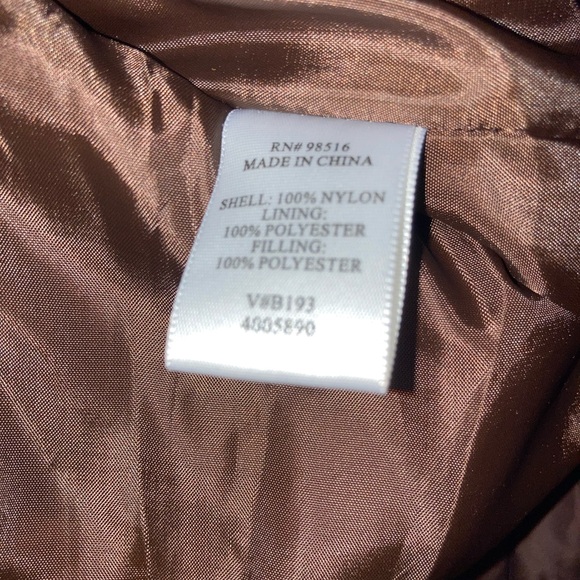 RN# 98516
MADE IN CHINA
SHELL: 100% NYLON
LINING:
100% POLYESTER
FILLING:
100% POLYESTER
V#B193
4005890